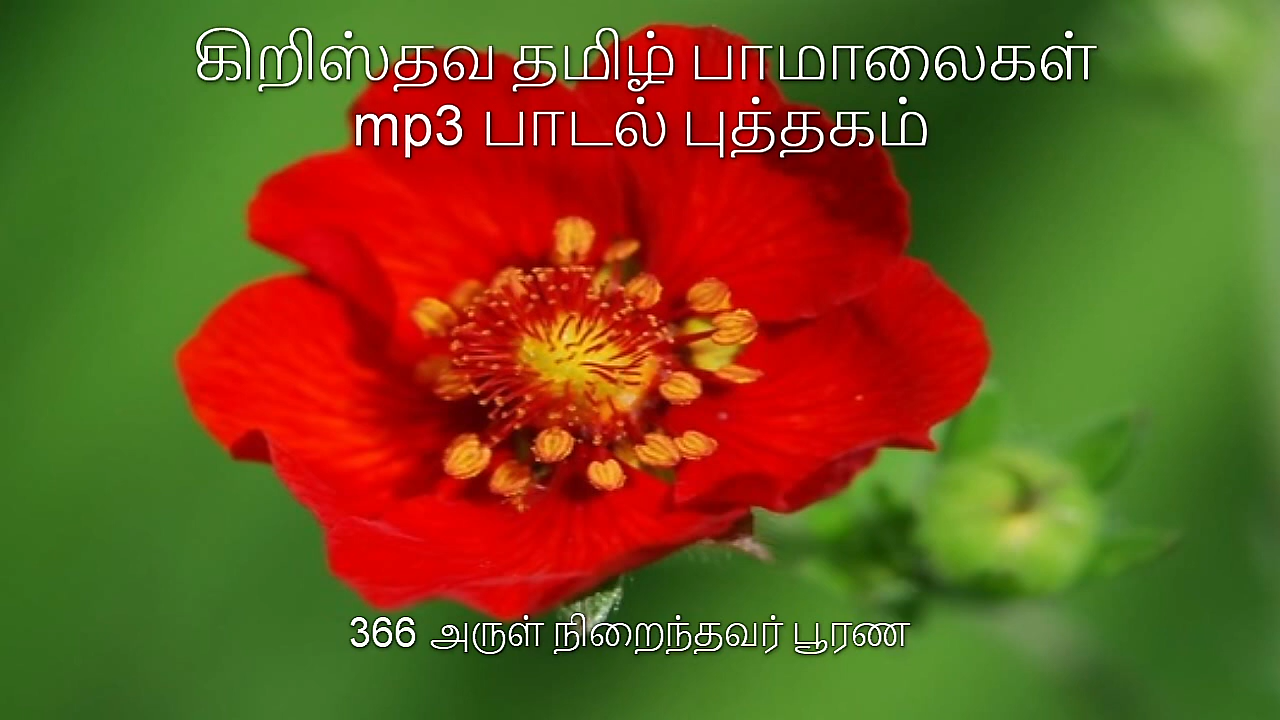 கிறிஸ்தவ தமிழ் பாமாலைகள்
mp3 பாடல் புத்தகம்
366 அருள் நிறைந்தவர் பூரண